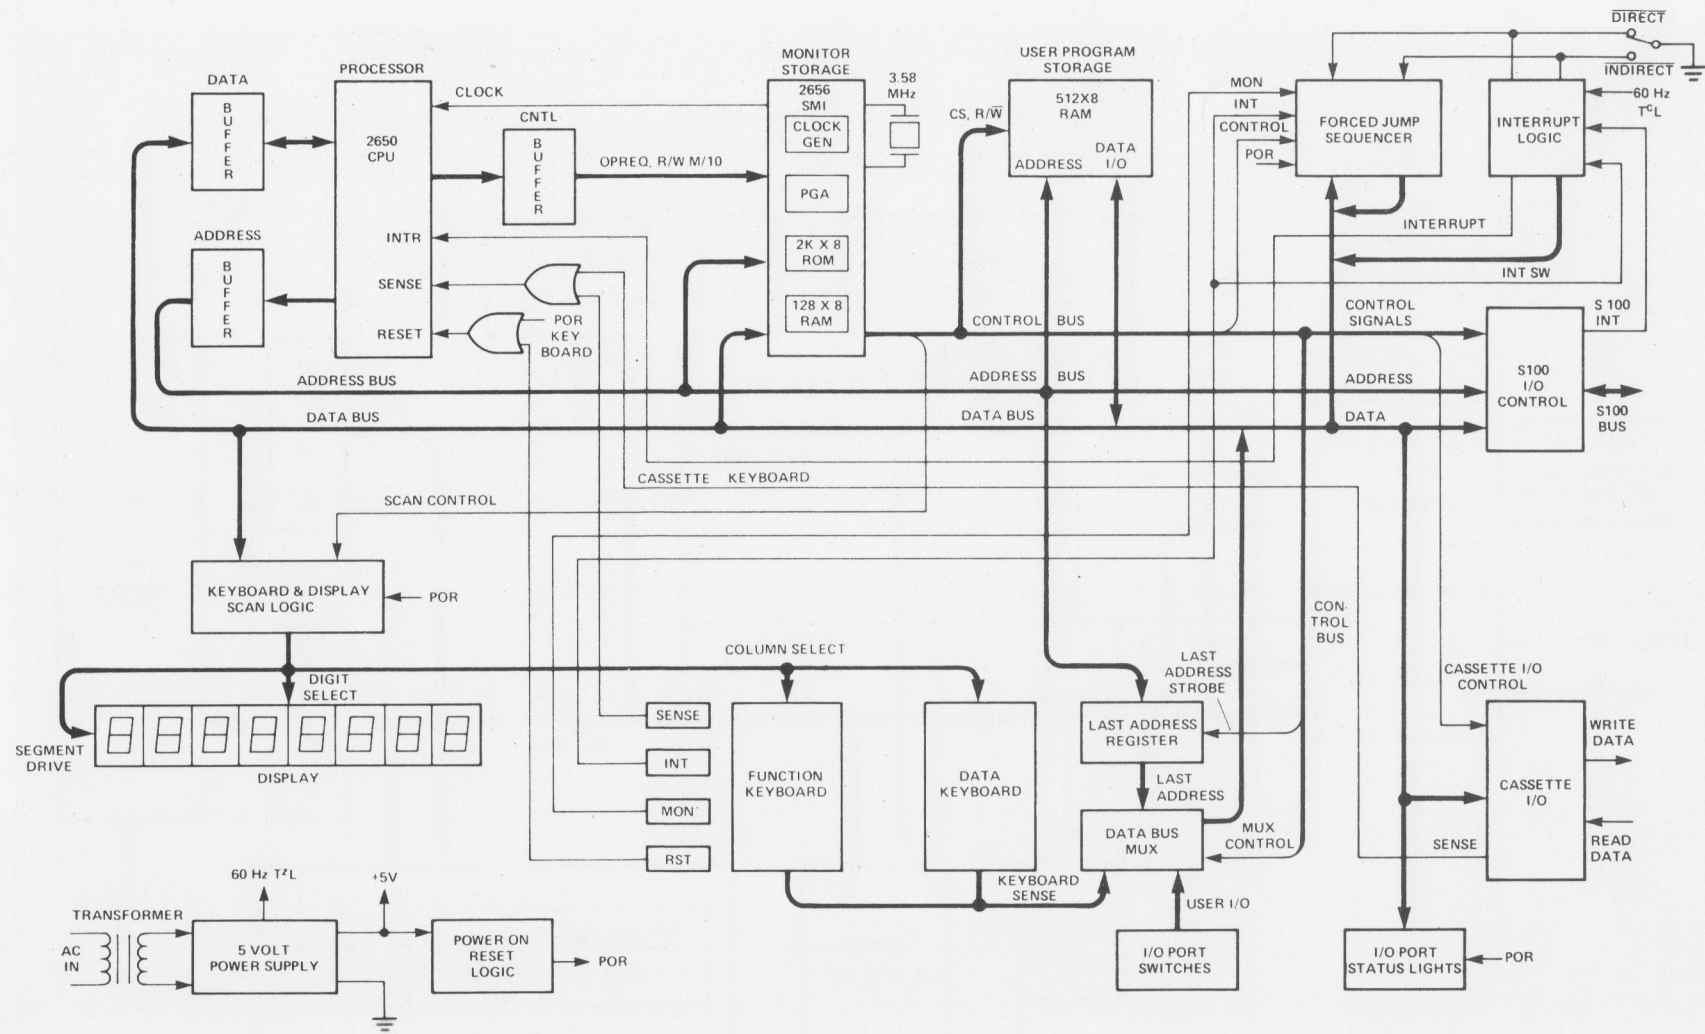 DIRECT
INDIRECT
DATA
BUFFER
PROCESSOR
2650
CPU
INTR
SENSE
RESET
CLOCK
CNTL
BUFFER
OPREQ, R/W M/10
MONITOR
STORAGE
2656
SMI
CLOCK
GEN
PGA
2K X 8
ROM
128 X 8
RAM
3.58
MHz
USER PROGRAM
STORAGE
512X8
RAM
DATA
I/O
ADDRESS
CS, R/W
MON
INT
CONTROL
POR
FORCED JUMP
SEQUENCER
INTERRUPT
LOGIC
60 Hz
TCL
INTERRUPT
INT SW
ADDRESS
BUFFER
POR
KEY
BOARD
CONTROL BUS
CONTROL
SIGNALS
S 100
INT
ADDRESS BUS
ADDRESS BUS
ADDRESS
S100
I/O
CONTROL
S100
BUS
DATA BUS
DATA BUS
DATA
CASSETTE KEYBOARD
SCAN CONTROL
KEYBOARD & DISPLAY
SCAN LOGIC
POR
COLUMN SELECT
DIGIT
SELECT
SEGMENT
DRIVE
DISPLAY
SENSE
INT
MON
RST
FUNCTION
KEYBOARD
DATA
KEYBOARD
KEYBOARD
SENSE
LAST
ADDRESS
STROBE
LAST ADDRESS
REGISTER
LAST
ADDRESS
DATA BUS
MUX
MUX
CONTROL
CON-
TROL
BUS
USER I/O
I/O PORT
SWITCHES
CASSETTE I/O
CONTROL
CASSETTE
I/O
WRITE
DATA
READ
DATA
SENSE
I/O PORT
STATUS LIGHTS
POR
TRANSFORMER
AC
IN
60 Hz T2L
+5V
5 VOLT
POWER SUPPLY
POWER ON
RESET
LOGIC
POR